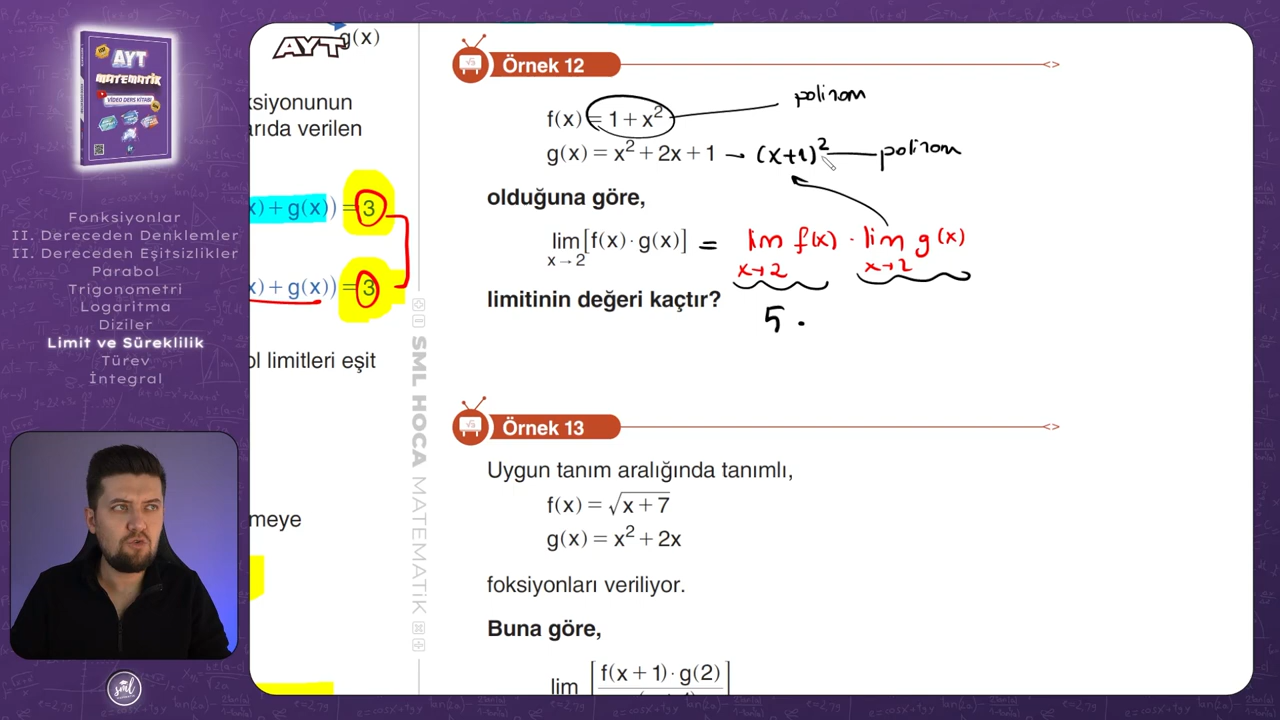 AYT
MATEMATİK
VİDEO DERS KİTABI
Fonksiyonlar
II. Dereceden Denklemler
II. Dereceden Eşitsizlikler
Parabol
Trigonometri
Logaritma
Diziler
Limit ve Süreklilik
Türev
İntegral
sml
AYT
g(x)
ksiyonunun
arıda verilen
x) + g(x)) = 3
x) + g(x)) = 3
ol limitleri eşit
meye
SML HOCA MATEMATİK
Örnek 12
f(x) = 1 + x² polinom
g(x) = x² + 2x + 1 → (x+1)² polinom
olduğuna göre,
lim [f(x) · g(x)] = lim f(x) · lim g(x)
x → 2 x→2 x→2
limitinin değeri kaçtır?
5 ·
Örnek 13
Uygun tanım aralığında tanımlı,
f(x) = √x + 7
g(x) = x² + 2x
foksiyonları veriliyor.
Buna göre,
lim [f(x + 1) · g(2)]